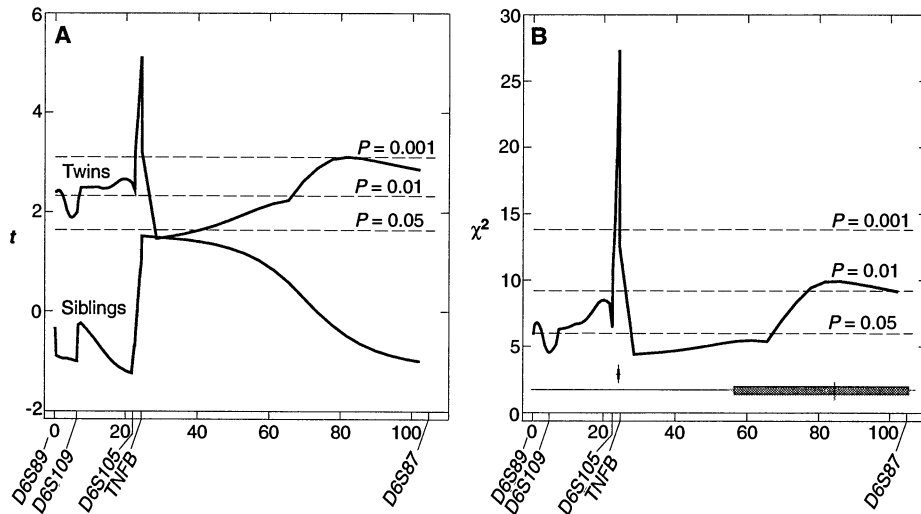 A
6
4
2
0
-2
t
Twins
Siblings
P = 0.001
P = 0.01
P = 0.05
0 20 40 60 80 100
D6S89
D6S109
D6S105
TNFB
D6S87
B
30
25
20
15
10
5
0
χ²
P = 0.001
P = 0.01
P = 0.05
0 20 40 60 80 100
D6S89
D6S109
D6S105
TNFB
D6S87